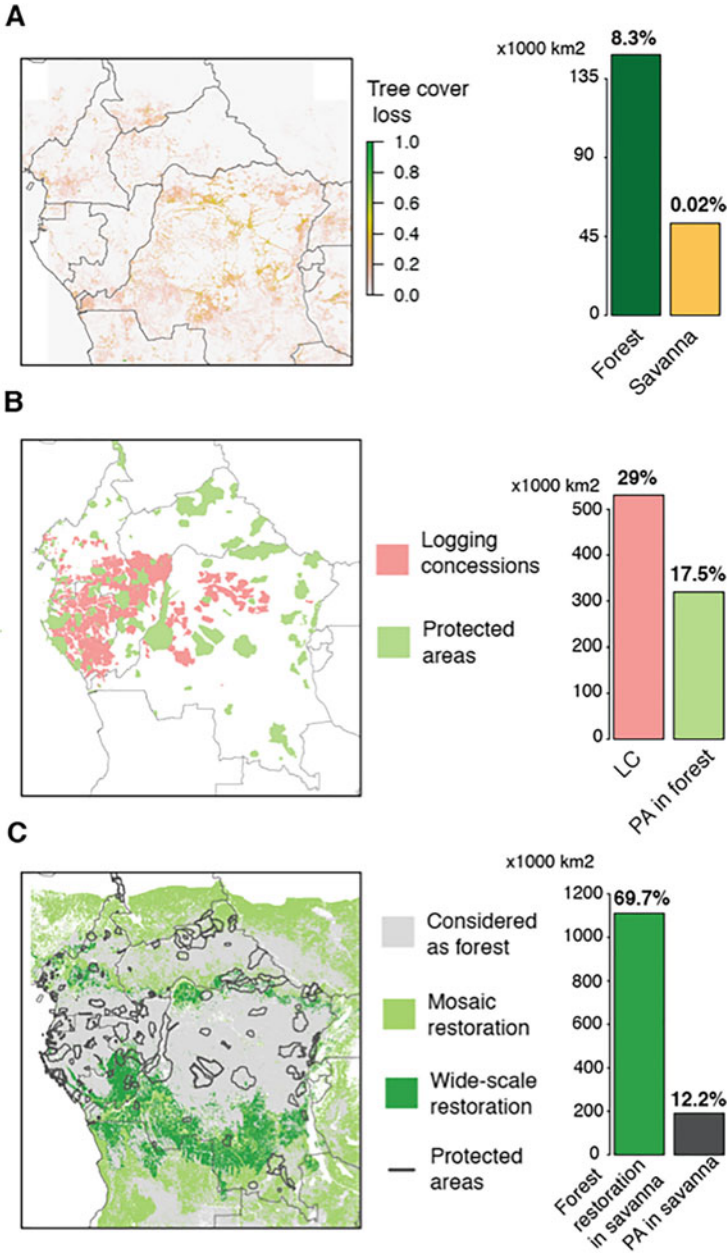 A
Tree cover
loss
1.0
0.8
0.6
0.4
0.2
0.0
x1000 km2
8.3%
135
90
45
0
0.02%
Forest
Savanna
B
Logging
concessions
Protected
areas
x1000 km2
29%
500
400
300
200
100
0
17.5%
LC
PA in forest
C
Considered
as forest
Mosaic
restoration
Wide-scale
restoration
Protected
areas
x1000 km2
1200
1000
800
600
400
200
0
69.7%
12.2%
Forest
restoration
in savanna
PA in savanna